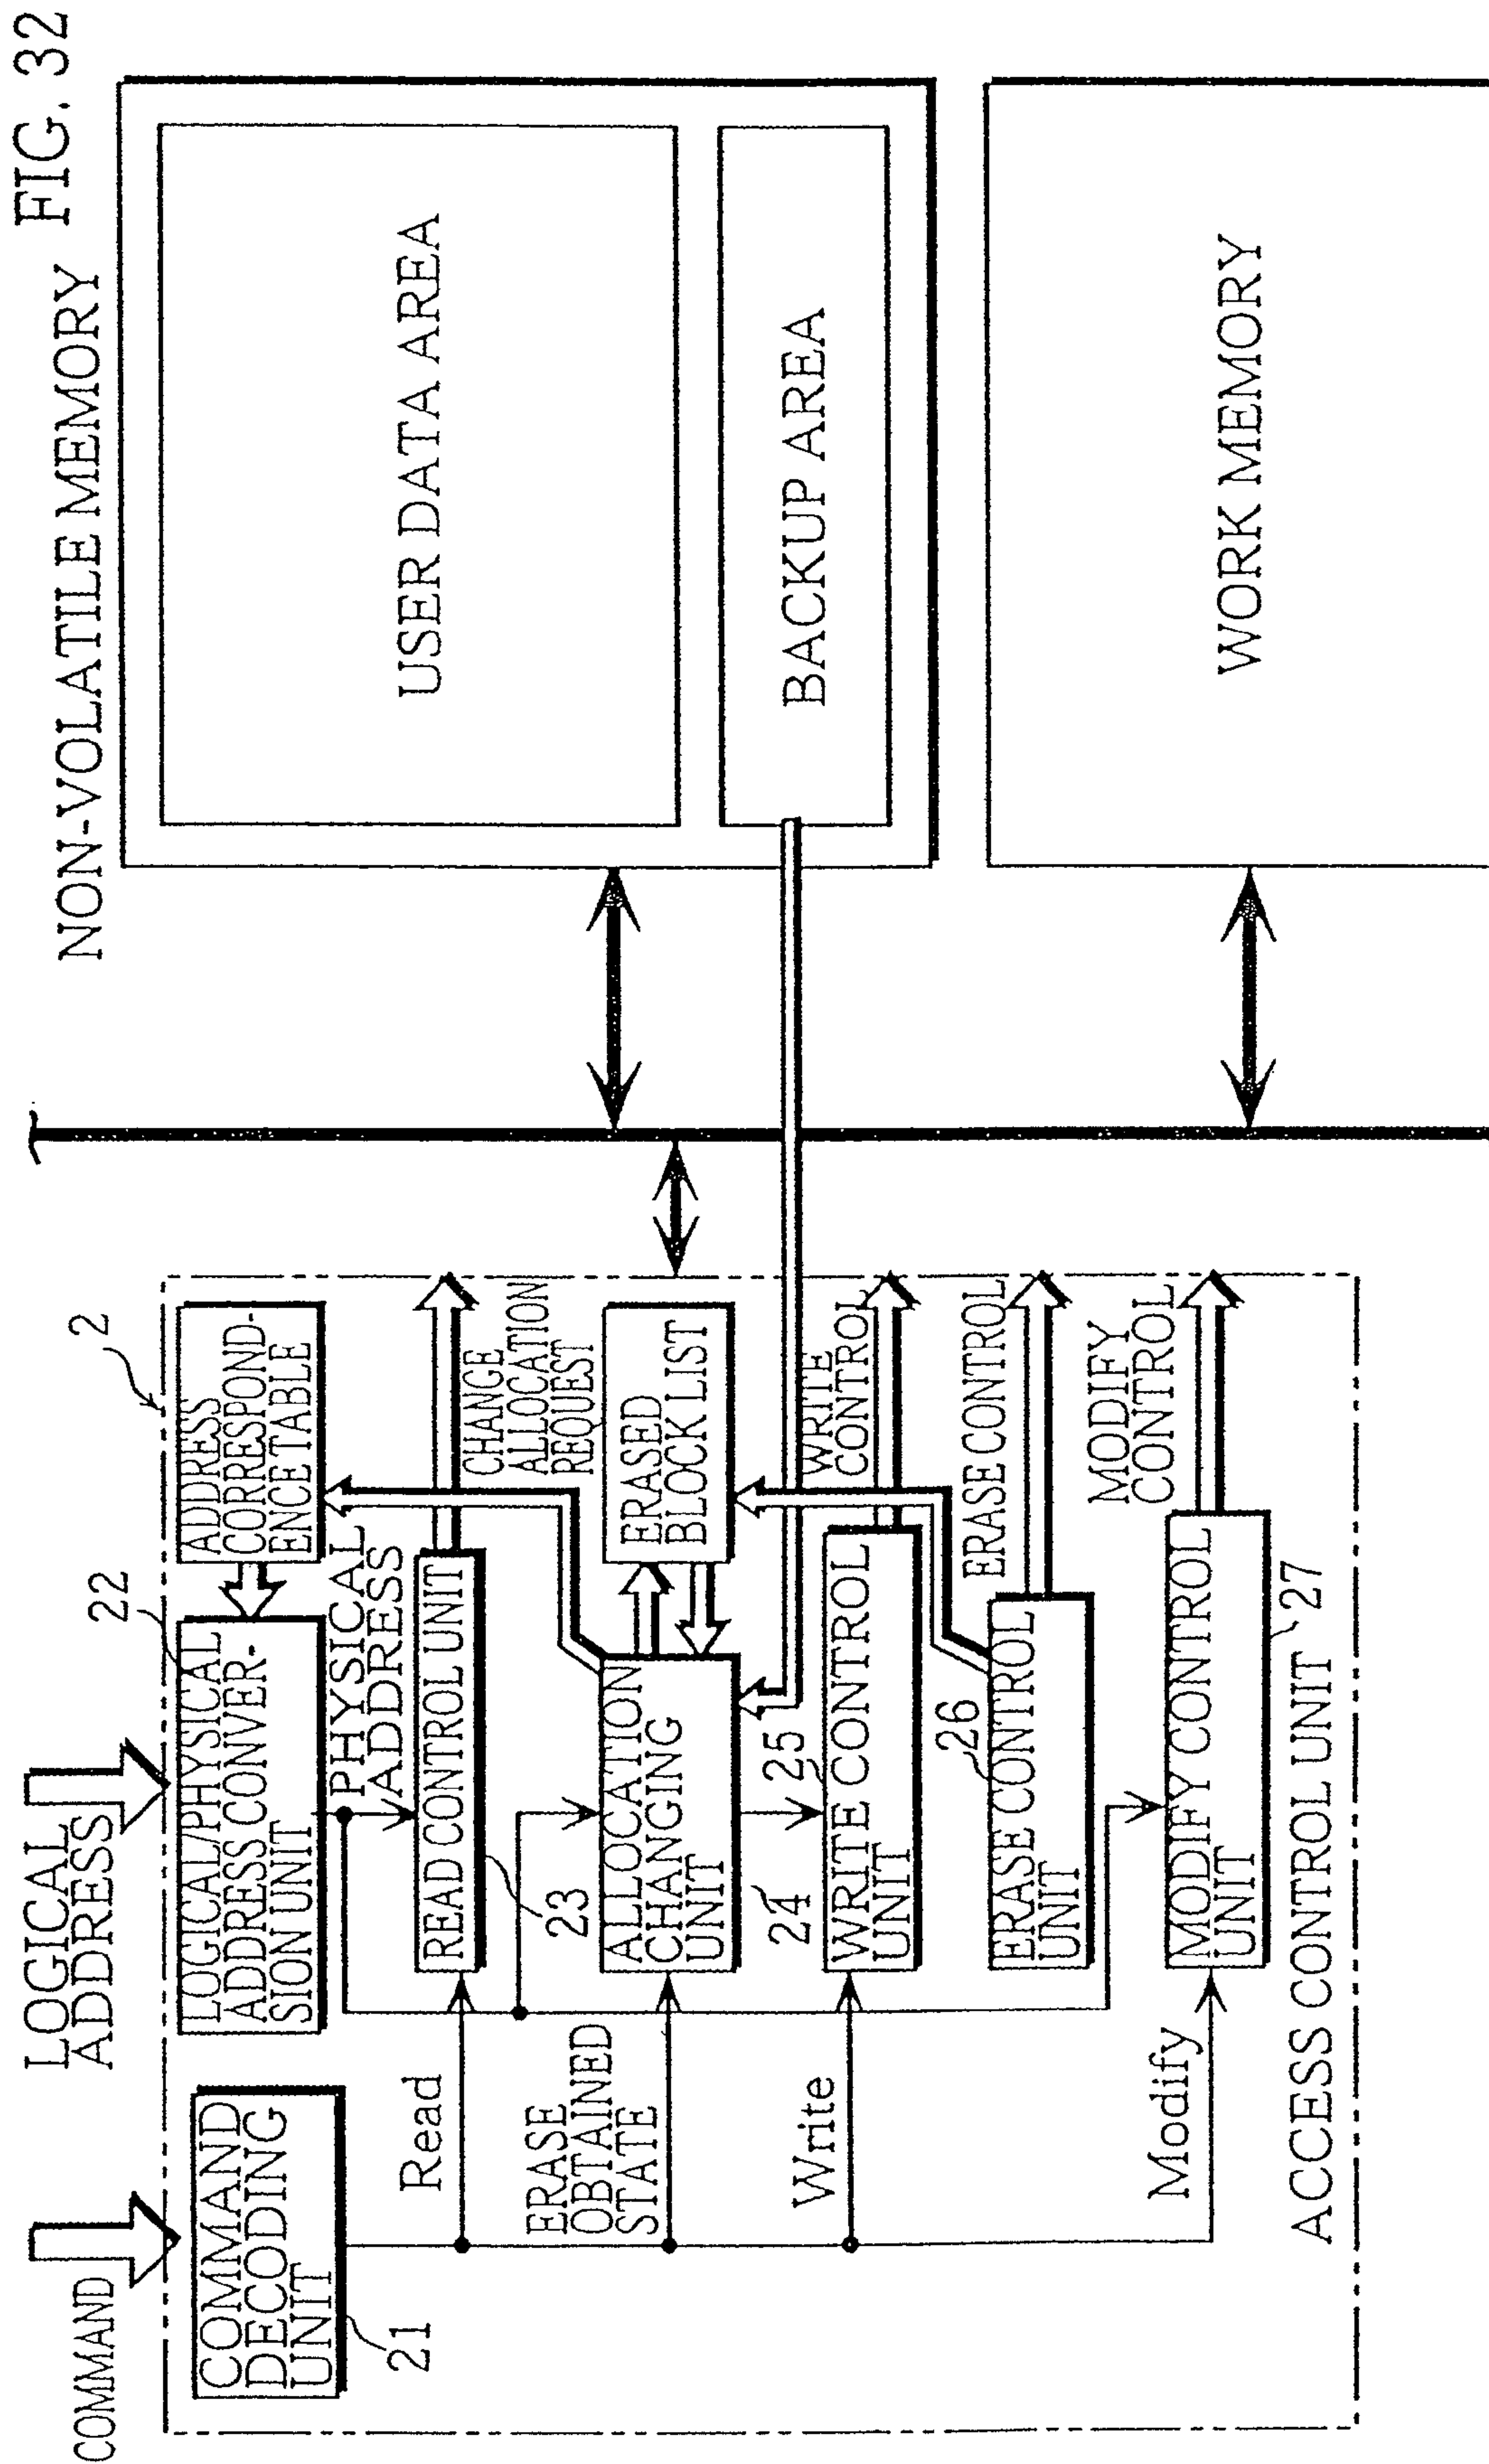 FIG. 32
NON-VOLATILE MEMORY
USER DATA AREA
BACKUP AREA
WORK MEMORY
COMMAND
LOGICAL
ADDRESS
2
COMMAND
DECODING
UNIT
21
LOGICAL/PHYSICAL
ADDRESS CONVER-
SION UNIT
22
ADDRESS
CORRESPOND-
ENCE TABLE
PHYSICAL
ADDRESS
Read
READ CONTROL UNIT
23
CHANGE
ALLOCATION
REQUEST
ERASE
OBTAINED
STATE
ALLOCATION
CHANGING
UNIT
24
ERASED
BLOCK LIST
Write
WRITE CONTROL
UNIT
25
WRITE
CONTROL
ERASE CONTROL
UNIT
26
ERASE CONTROL
Modify
MODIFY CONTROL
UNIT
27
MODIFY
CONTROL
ACCESS CONTROL UNIT